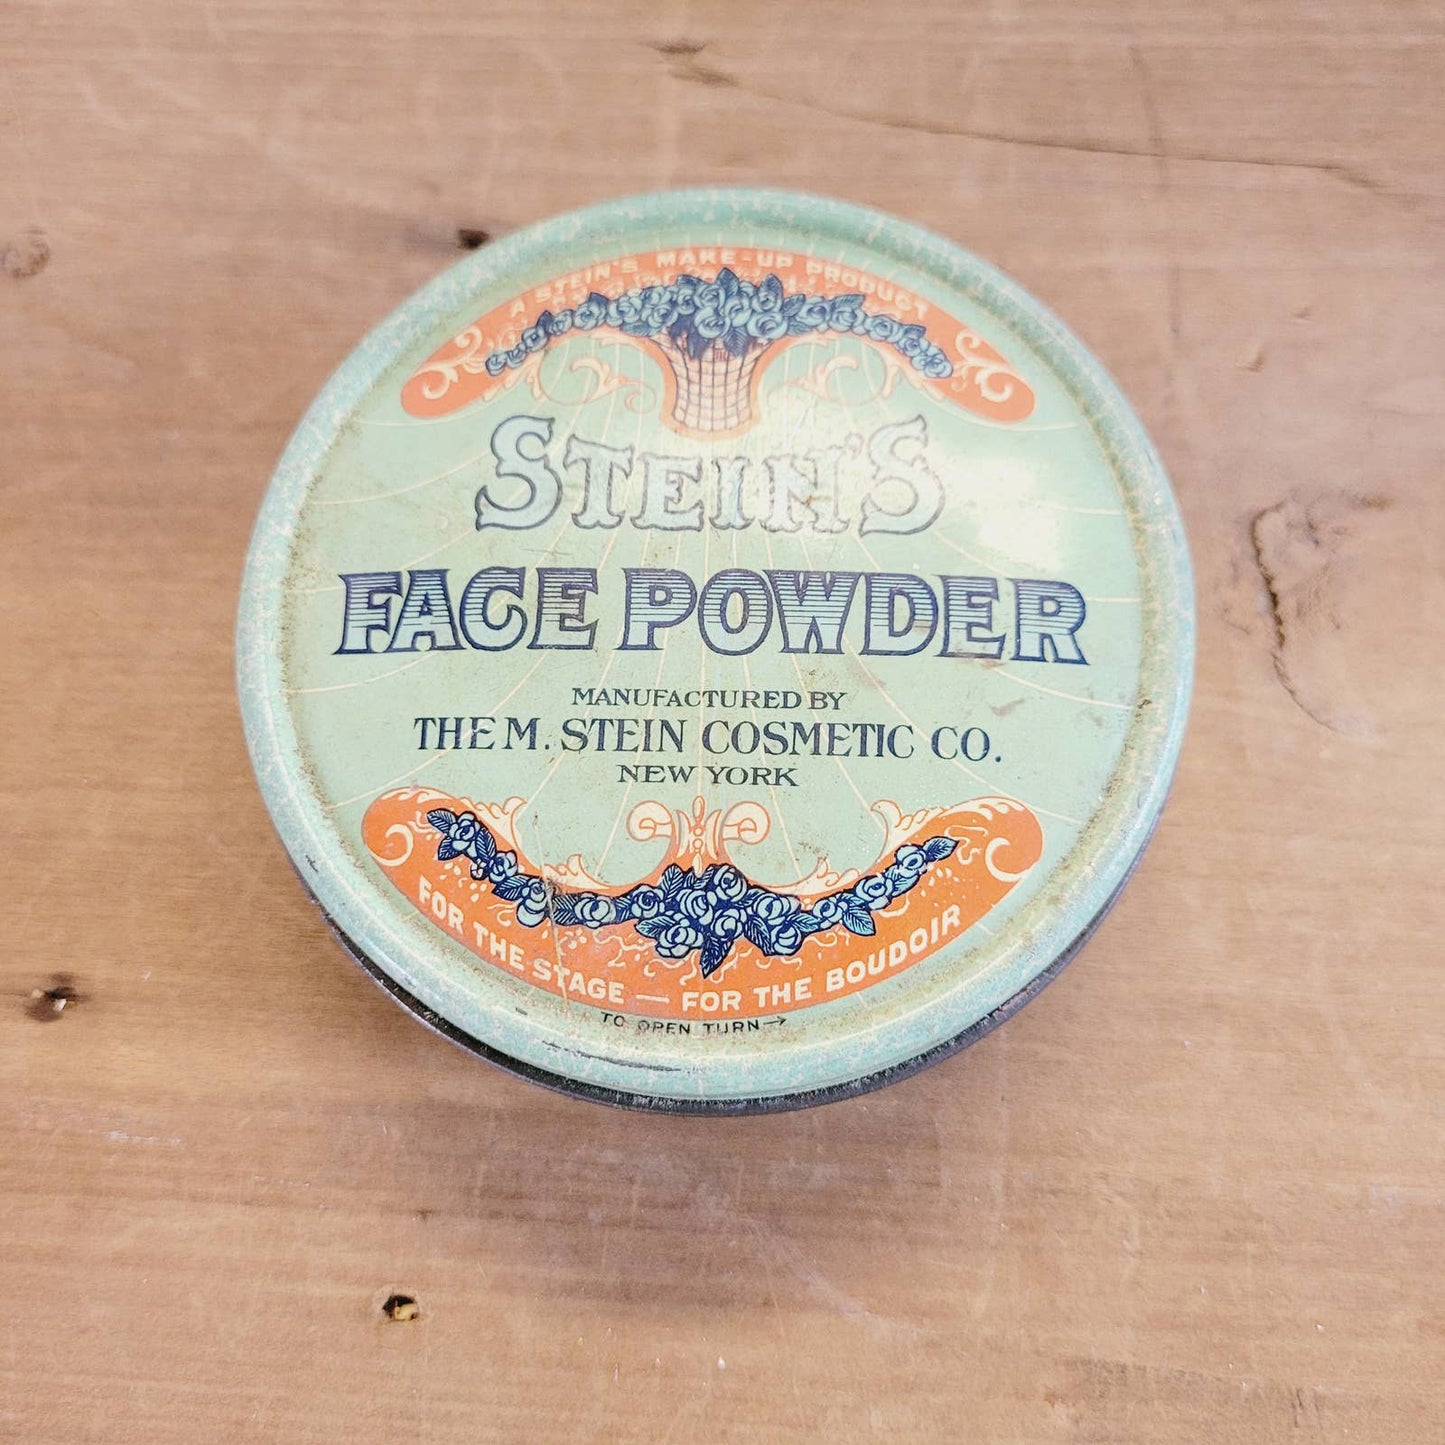 A STEIN'S MAKE-UP PRODUCT
STEIN'S
FACE POWDER
MANUFACTURED BY
THE M. STEIN COSMETIC CO.
NEW YORK
FOR THE STAGE — FOR THE BOUDOIR
TO OPEN TURN→